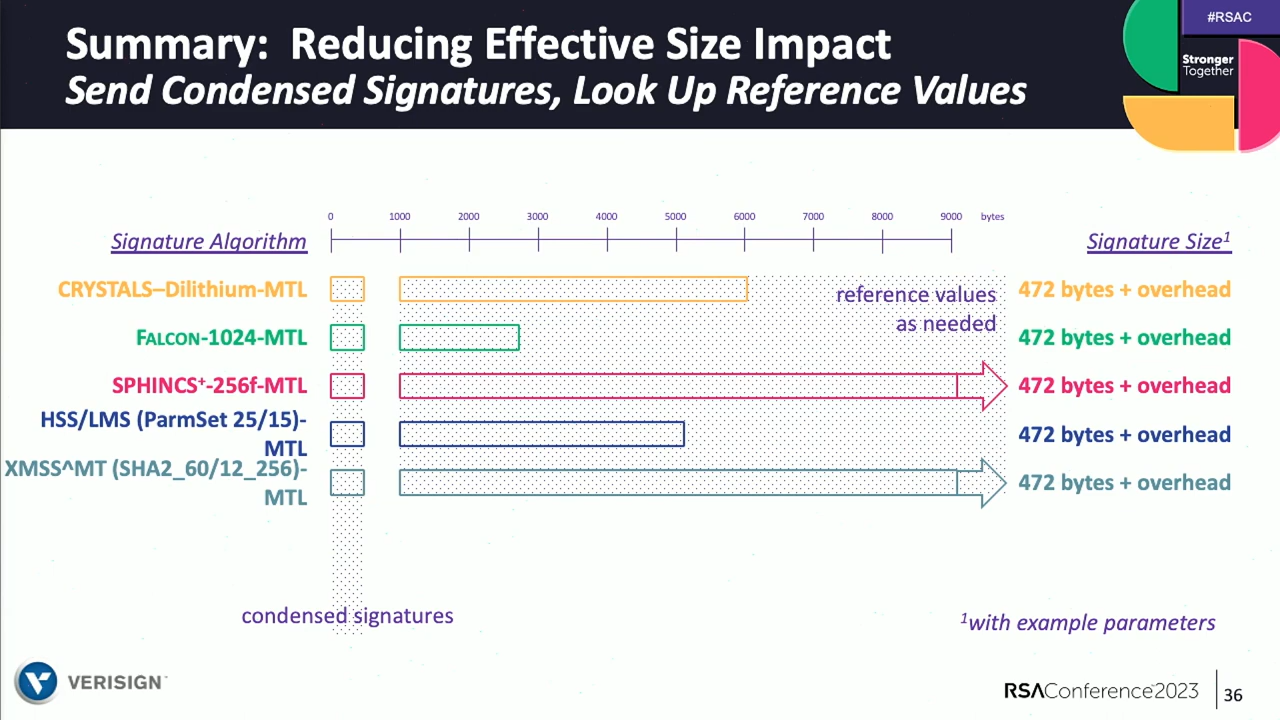 #RSAC
Summary: Reducing Effective Size Impact
Send Condensed Signatures, Look Up Reference Values
Stronger
Together
0 1000 2000 3000 4000 5000 6000 7000 8000 9000 bytes
Signature Algorithm
Signature Size¹
CRYSTALS–Dilithium-MTL
472 bytes + overhead
reference values
as needed
FALCON-1024-MTL
472 bytes + overhead
SPHINCS⁺-256f-MTL
472 bytes + overhead
HSS/LMS (ParmSet 25/15)-
MTL
472 bytes + overhead
XMSS^MT (SHA2_60/12_256)-
MTL
472 bytes + overhead
condensed signatures
¹with example parameters
VERISIGN
RSAConference2023
36